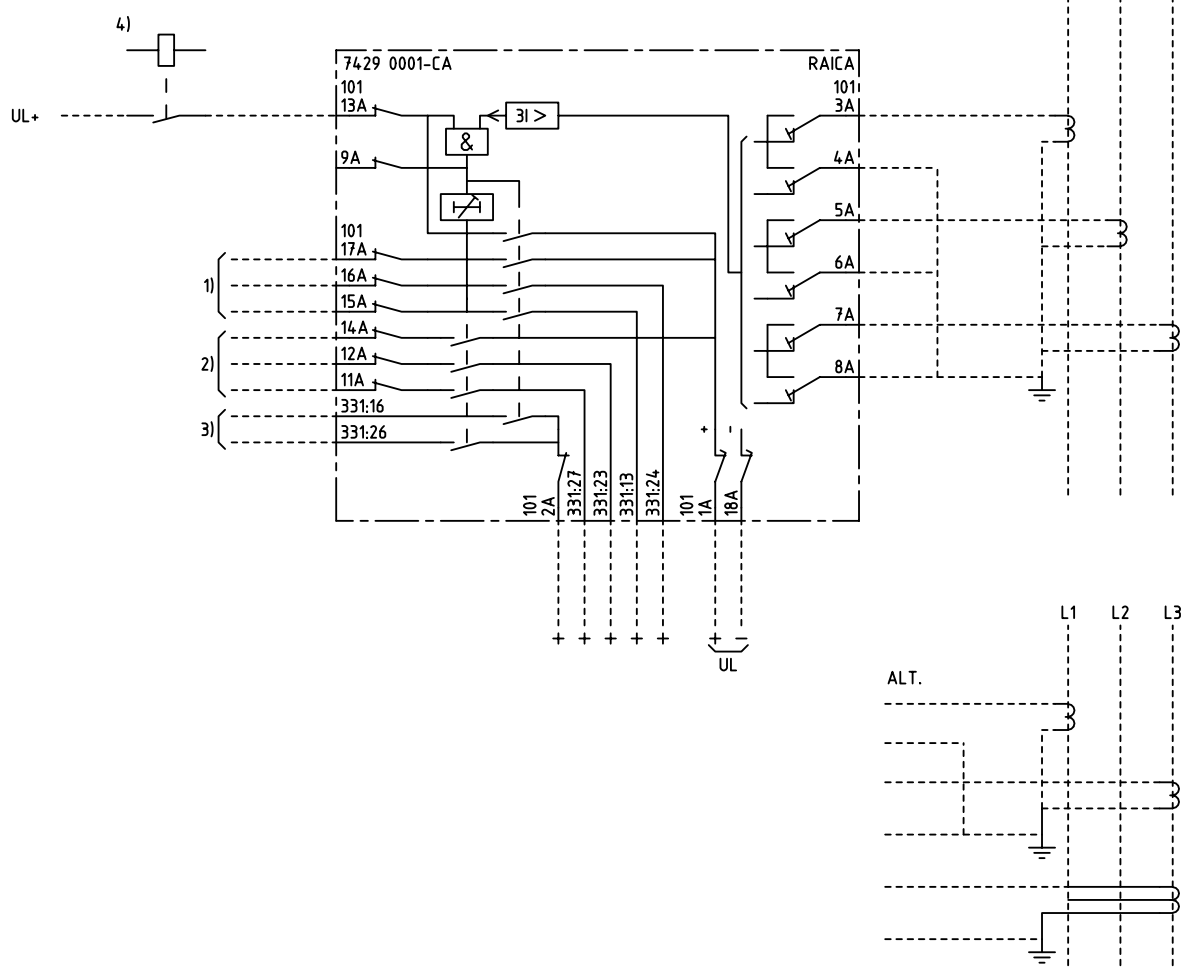 4)
7429 0001-CA
RAICA
101
101
UL+
13A
3I >
3A
&
9A
4A
101
5A
17A
1)
16A
6A
15A
14A
7A
2)
12A
11A
8A
331:16
3)
331:26
+ -
101
2A
331:27
331:23
331:13
331:24
101
1A
18A
+ + + + + + -
UL
L1 L2 L3
ALT.